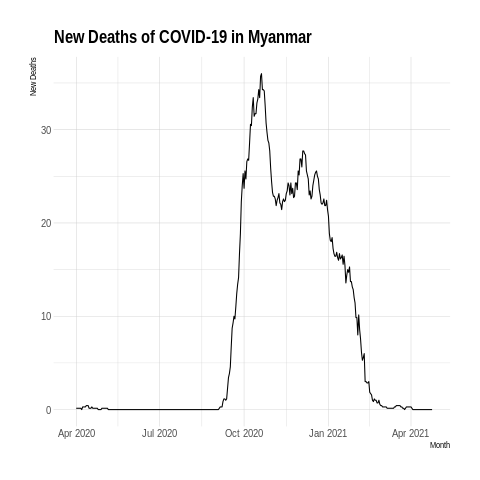 New Deaths of COVID-19 in Myanmar
New Deaths
30
20
10
0
Apr 2020 Jul 2020 Oct 2020 Jan 2021 Apr 2021
Month